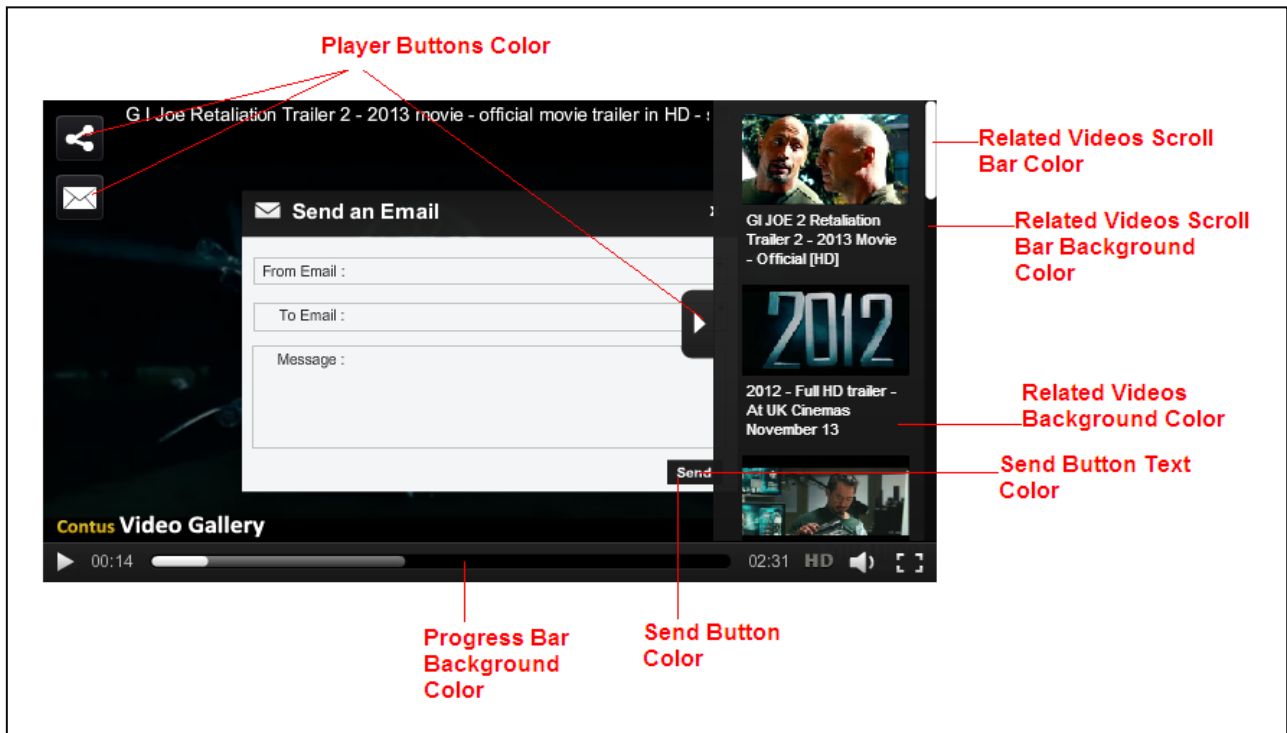 Player Buttons Color
G I Joe Retaliation Trailer 2 - 2013 movie - official movie trailer in HD -
Send an Email
x
From Email :
To Email :
Message :
Send
GI JOE 2 Retaliation
Trailer 2 - 2013 Movie
- Official [HD]
2012
2012 - Full HD trailer -
At UK Cinemas
November 13
Contus Video Gallery
00:14
02:31 HD
Related Videos Scroll
Bar Color
Related Videos Scroll
Bar Background
Color
Related Videos
Background Color
Send Button Text
Color
Progress Bar
Background
Color
Send Button
Color